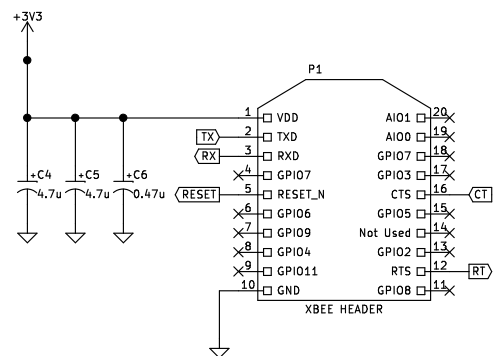 +3V3
P1
1 VDD AIO1 20
TX 2 TXD AIO0 19
RX 3 RXD GPIO7 18
4 GPIO7 GPIO3 17
+C4 4.7u
+C5 4.7u
+C6 0.47u
RESET 5 RESET_N CTS 16 CT
6 GPIO6 GPIO5 15
7 GPIO9 Not Used 14
8 GPIO4 GPIO2 13
9 GPIO11 RTS 12 RT
10 GND GPIO8 11
XBEE HEADER